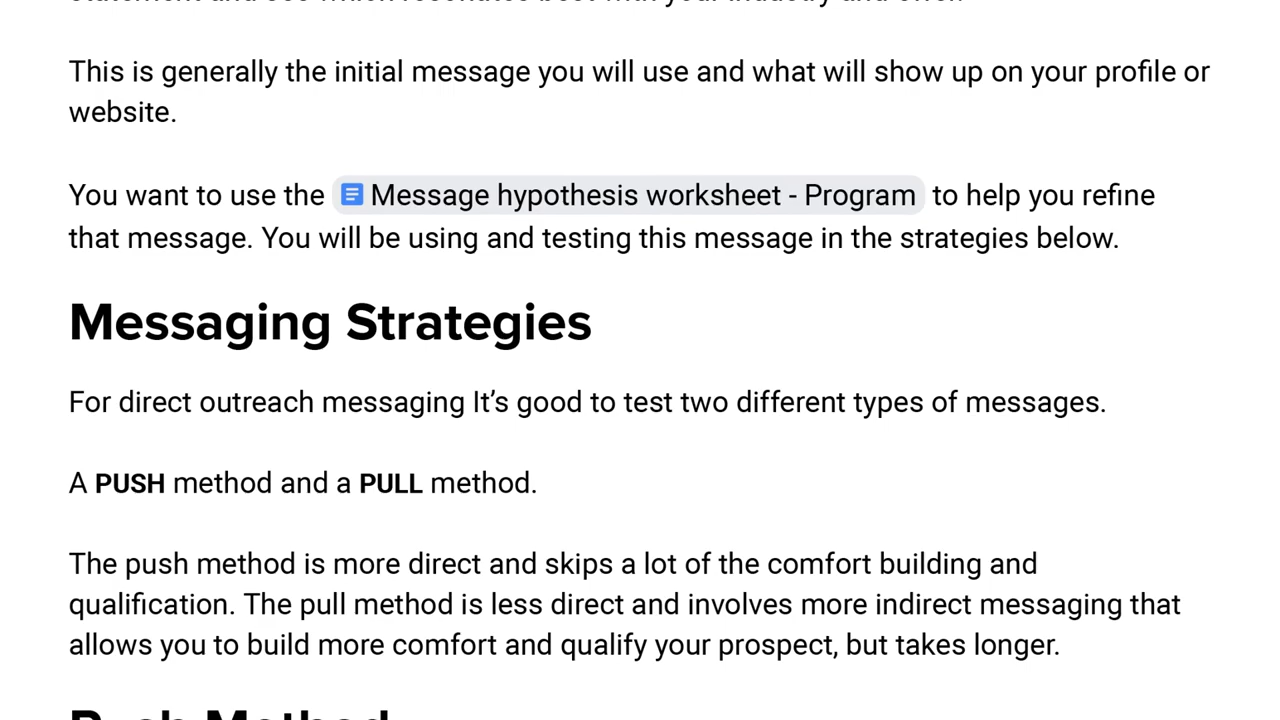 This is generally the initial message you will use and what will show up on your profile or
website.
You want to use the Message hypothesis worksheet - Program to help you refine
that message. You will be using and testing this message in the strategies below.
Messaging Strategies
For direct outreach messaging It’s good to test two different types of messages.
A PUSH method and a PULL method.
The push method is more direct and skips a lot of the comfort building and
qualification. The pull method is less direct and involves more indirect messaging that
allows you to build more comfort and qualify your prospect, but takes longer.
Push Method